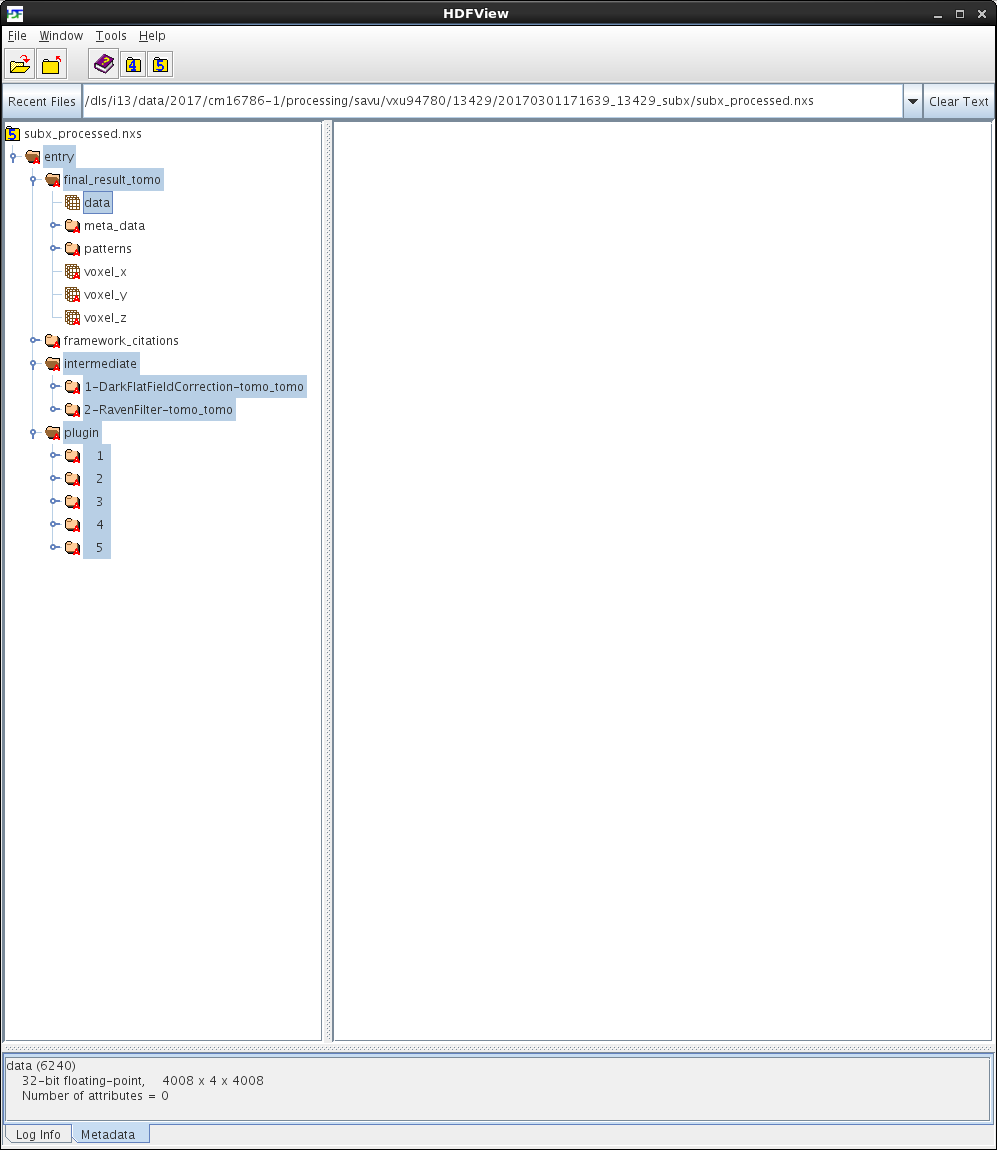 HDFView
File Window Tools Help
4 5
Recent Files /dls/i13/data/2017/cm16786-1/processing/savu/vxu94780/13429/20170301171639_13429_subx/subx_processed.nxs Clear Text
5 subx_processed.nxs
entry
final_result_tomo
data
meta_data
patterns
voxel_x
voxel_y
voxel_z
framework_citations
intermediate
1-DarkFlatFieldCorrection-tomo_tomo
2-RavenFilter-tomo_tomo
plugin
1
2
3
4
5
data (6240)
32-bit floating-point, 4008 x 4 x 4008
Number of attributes = 0
Log Info Metadata